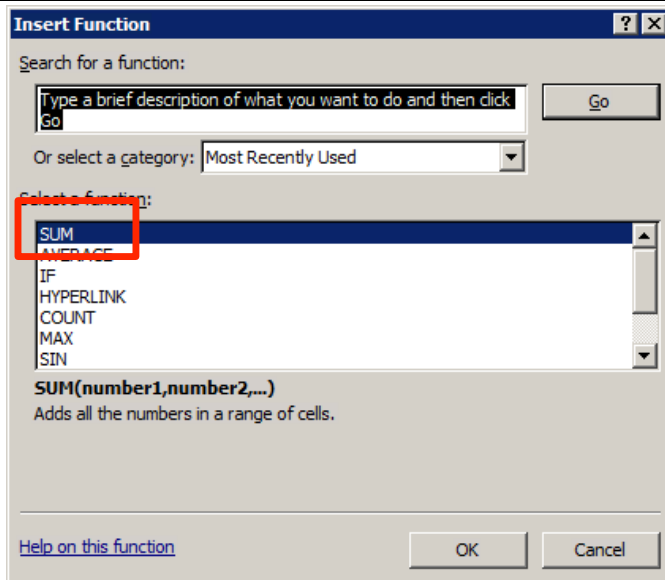 Insert Function
Search for a function:
Type a brief description of what you want to do and then click
Go
Go
Or select a category: Most Recently Used
Select a function:
SUM
AVERAGE
IF
HYPERLINK
COUNT
MAX
SIN
SUM(number1,number2,...)
Adds all the numbers in a range of cells.
Help on this function
OK
Cancel